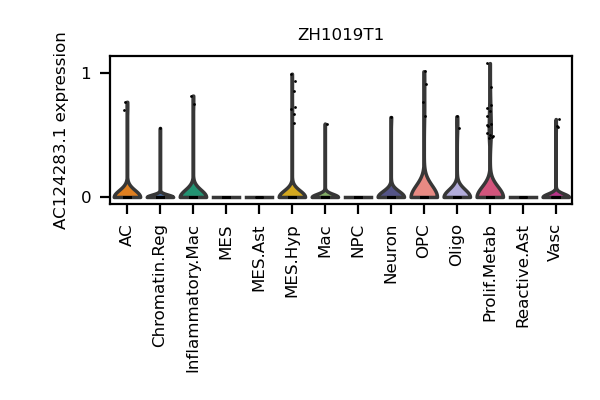 ZH1019T1
AC124283.1 expression
1
0
AC
Chromatin.Reg
Inflammatory.Mac
MES
MES.Ast
MES.Hyp
Mac
NPC
Neuron
OPC
Oligo
Prolif.Metab
Reactive.Ast
Vasc